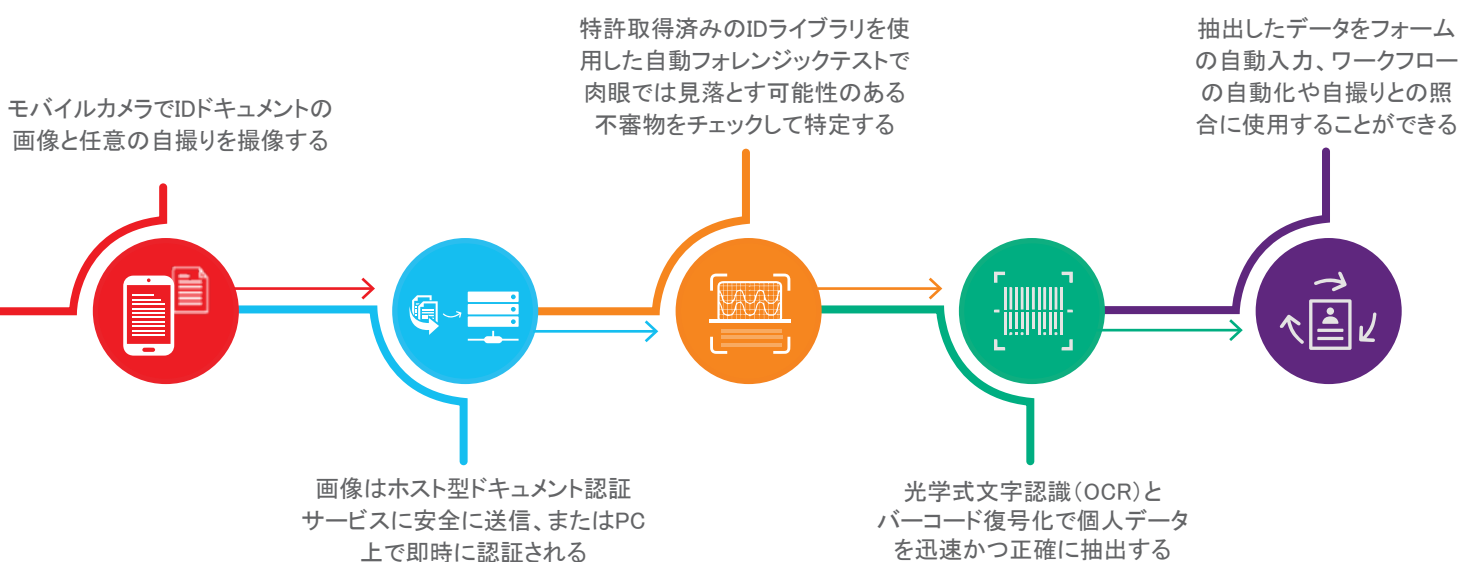 モバイルカメラでIDドキュメントの
画像と任意の自撮りを撮像する
画像はホスト型ドキュメント認証
サービスに安全に送信、またはPC
上で即時に認証される
特許取得済みのIDライブラリを使
用した自動フォレンジックテストで
肉眼では見落とす可能性のある
不審物をチェックして特定する
光学式文字認識(OCR)と
バーコード復号化で個人データ
を迅速かつ正確に抽出する
抽出したデータをフォーム
の自動入力、ワークフロー
の自動化や自撮りとの照
合に使用することができる